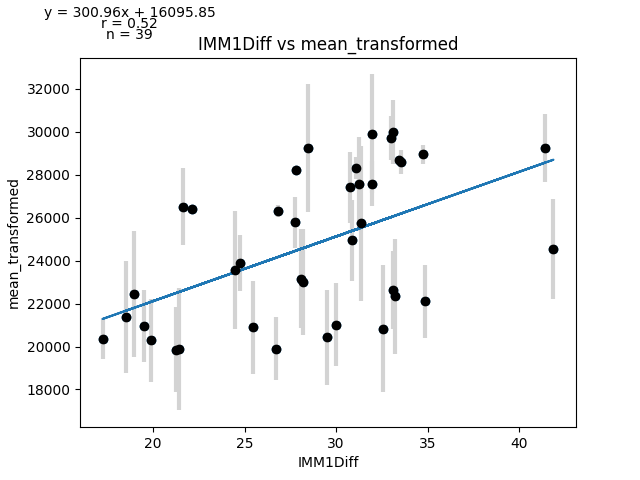 y = 300.96x + 16095.85
r = 0.52
n = 39
IMM1Diff vs mean_transformed
32000
30000
28000
26000
24000
22000
20000
18000
mean_transformed
20
25
30
35
40
IMM1Diff